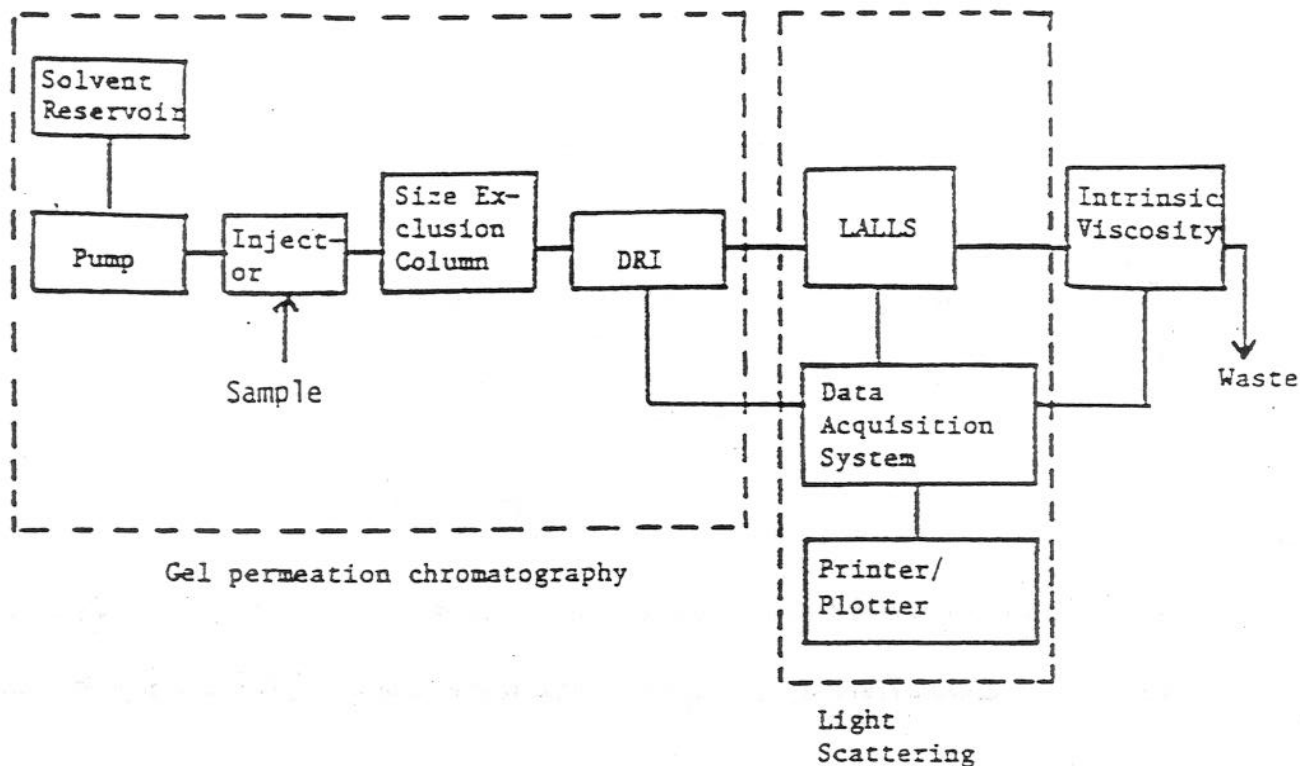 Solvent
Reservoir
Pump
Inject-
or
Sample
Size Ex-
clusion
Column
DRI
LALLS
Intrinsic
Viscosity
Waste
Data
Acquisition
System
Printer/
Plotter
Gel permeation chromatography
Light
Scattering